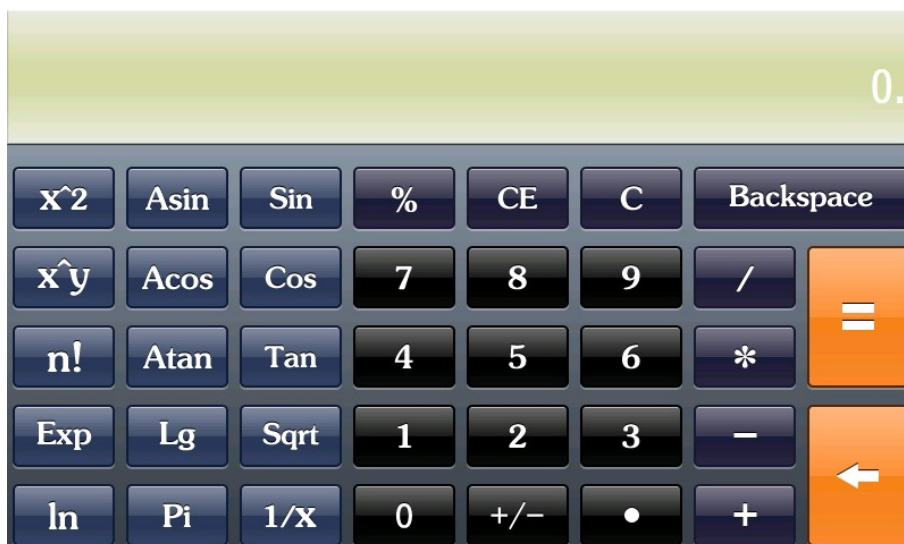 0.
x^2 Asin Sin % CE C Backspace
x^y Acos Cos 7 8 9 /
=
n! Atan Tan 4 5 6 *
Exp Lg Sqrt 1 2 3 −
ln Pi 1/x 0 +/− • +